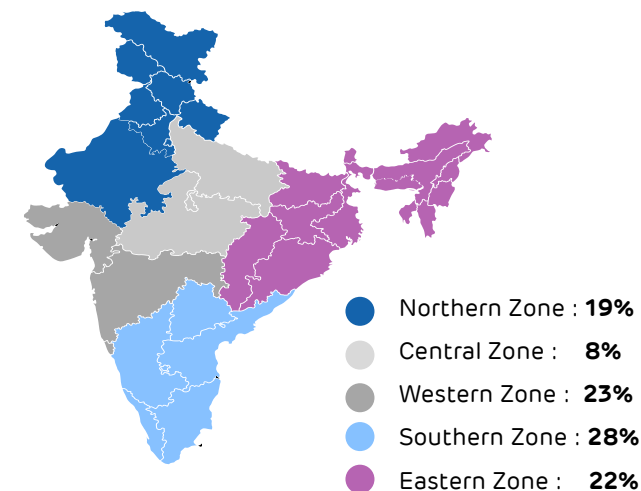 Northern Zone : 19%
Central Zone : 8%
Western Zone : 23%
Southern Zone : 28%
Eastern Zone : 22%